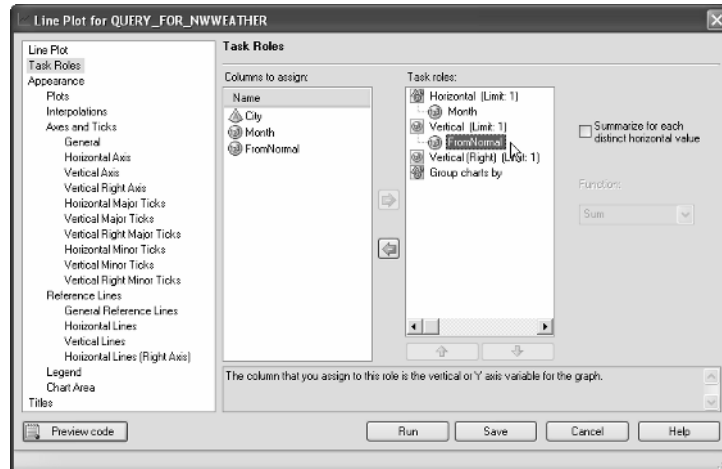 Line Plot for QUERY_FOR_NWWEATHER
Line Plot
Task Roles
Appearance
Plots
Interpolations
Axes and Ticks
General
Horizontal Axis
Vertical Axis
Vertical Right Axis
Horizontal Major Ticks
Vertical Major Ticks
Vertical Right Major Ticks
Horizontal Minor Ticks
Vertical Minor Ticks
Vertical Right Minor Ticks
Reference Lines
General Reference Lines
Horizontal Lines
Vertical Lines
Horizontal Lines (Right Axis)
Legend
Chart Area
Titles
Task Roles
Columns to assign:
Name
City
Month
FromNormal
Task roles:
Horizontal (Limit: 1)
Month
Vertical (Limit: 1)
FromNormal
Vertical (Right) (Limit: 1)
Group charts by
Summarize for each
distinct horizontal value
Function:
Sum
The column that you assign to this role is the vertical or Y axis variable for the graph.
Preview code
Run
Save
Cancel
Help